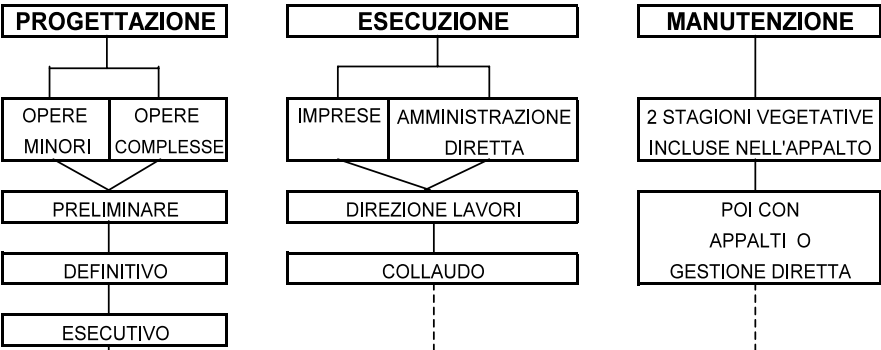 PROGETTAZIONE
OPERE
MINORI
OPERE
COMPLESSE
PRELIMINARE
DEFINITIVO
ESECUTIVO
ESECUZIONE
IMPRESE
AMMINISTRAZIONE
DIRETTA
DIREZIONE LAVORI
COLLAUDO
MANUTENZIONE
2 STAGIONI VEGETATIVE
INCLUSE NELL'APPALTO
POI CON
APPALTI O
GESTIONE DIRETTA